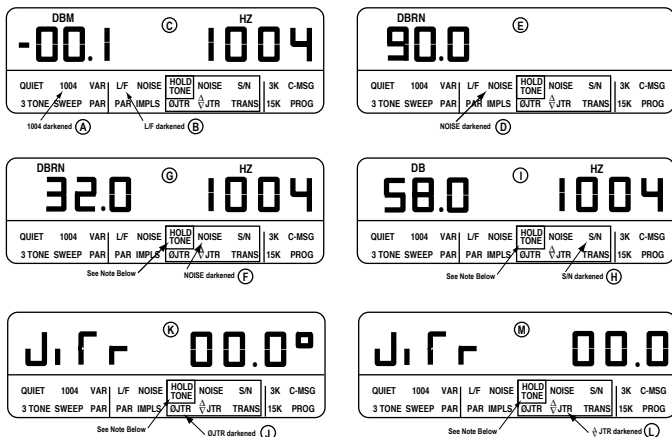 DBM C HZ
-00.1 1004
QUIET 1004 VAR L/F NOISE HOLD TONE NOISE S/N 3K C-MSG
3 TONE SWEEP PAR PAR IMPLS ØJTR Δ∇ JTR TRANS 15K PROG
1004 darkened A L/F darkened B
DBRN E
90.0
QUIET 1004 VAR L/F NOISE HOLD TONE NOISE S/N 3K C-MSG
3 TONE SWEEP PAR PAR IMPLS ØJTR Δ∇ JTR TRANS 15K PROG
NOISE darkened D
DBRN G HZ
32.0 1004
QUIET 1004 VAR L/F NOISE HOLD TONE NOISE S/N 3K C-MSG
3 TONE SWEEP PAR PAR IMPLS ØJTR Δ∇ JTR TRANS 15K PROG
See Note Below NOISE darkened F
DB I HZ
58.0 1004
QUIET 1004 VAR L/F NOISE HOLD TONE NOISE S/N 3K C-MSG
3 TONE SWEEP PAR PAR IMPLS ØJTR Δ∇ JTR TRANS 15K PROG
See Note Below S/N darkened H
K
JiTr 00.0°
QUIET 1004 VAR L/F NOISE HOLD TONE NOISE S/N 3K C-MSG
3 TONE SWEEP PAR PAR IMPLS ØJTR Δ∇ JTR TRANS 15K PROG
See Note Below ØJTR darkened J
M
JiTr 00.0
QUIET 1004 VAR L/F NOISE HOLD TONE NOISE S/N 3K C-MSG
3 TONE SWEEP PAR PAR IMPLS ØJTR Δ∇ JTR TRANS 15K PROG
See Note Below Δ∇ JTR darkened L